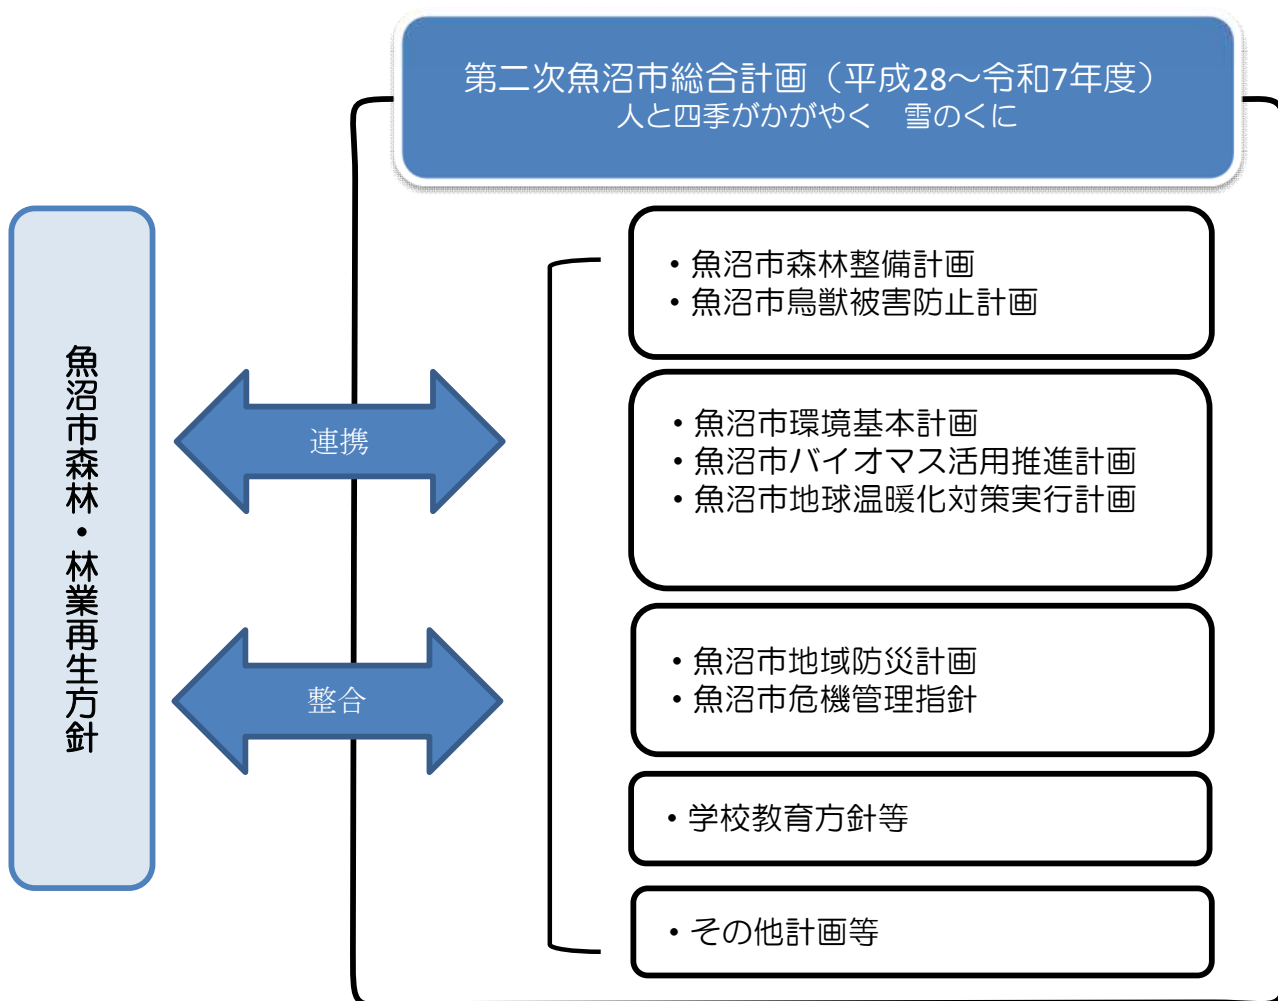 第二次魚沼市総合計画（平成28～令和7年度）
人と四季がかがやく　雪のくに
魚沼市森林・林業再生方針
連携
整合
・魚沼市森林整備計画
・魚沼市鳥獣被害防止計画
・魚沼市環境基本計画
・魚沼市バイオマス活用推進計画
・魚沼市地球温暖化対策実行計画
・魚沼市地域防災計画
・魚沼市危機管理指針
・学校教育方針等
・その他計画等